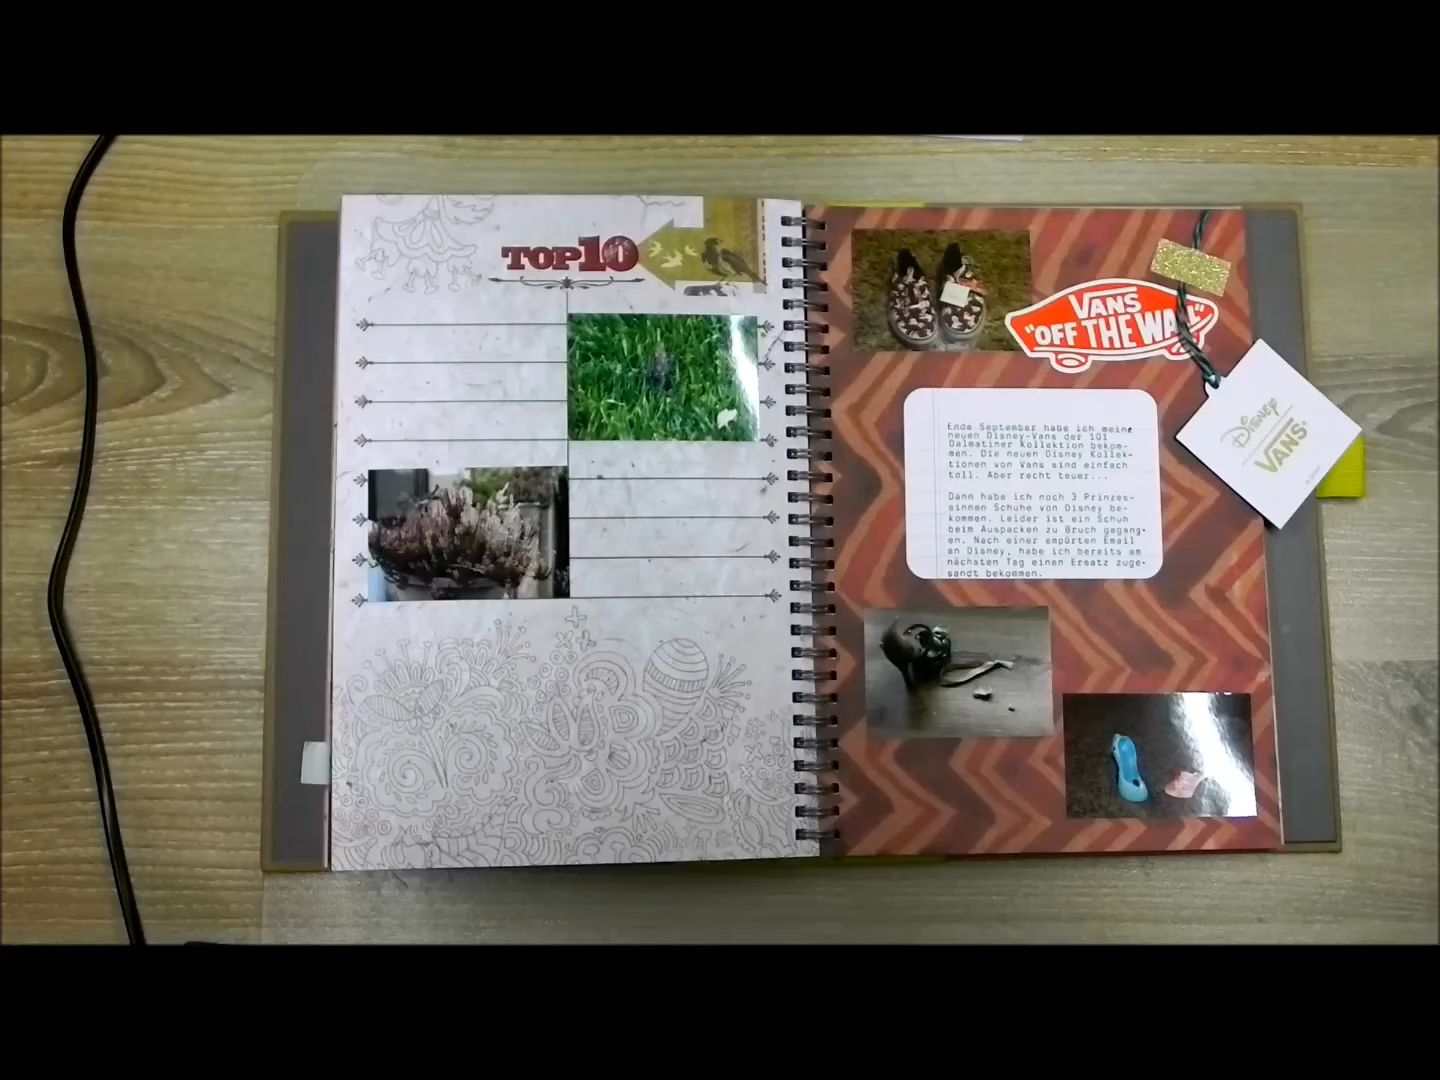 TOP10
VANS
"OFF THE WALL"
Disney
VANS
Ende September habe ich meine
neuen Disney-Vans der 101
Dalmatiner Kollektion bekom-
men. Die neuen Disney Kollek-
tionen von Vans sind einfach
toll. Aber recht teuer...
Dann habe ich noch 3 Prinzes-
sinnen Schuhe von Disney be-
kommen. Leider ist ein Schuh
beim Auspacken zu Bruch gegang-
en. Nach einer empörten Email
an Disney, habe ich bereits am
nächsten Tag einen Ersatz zuge-
sandt bekommen.